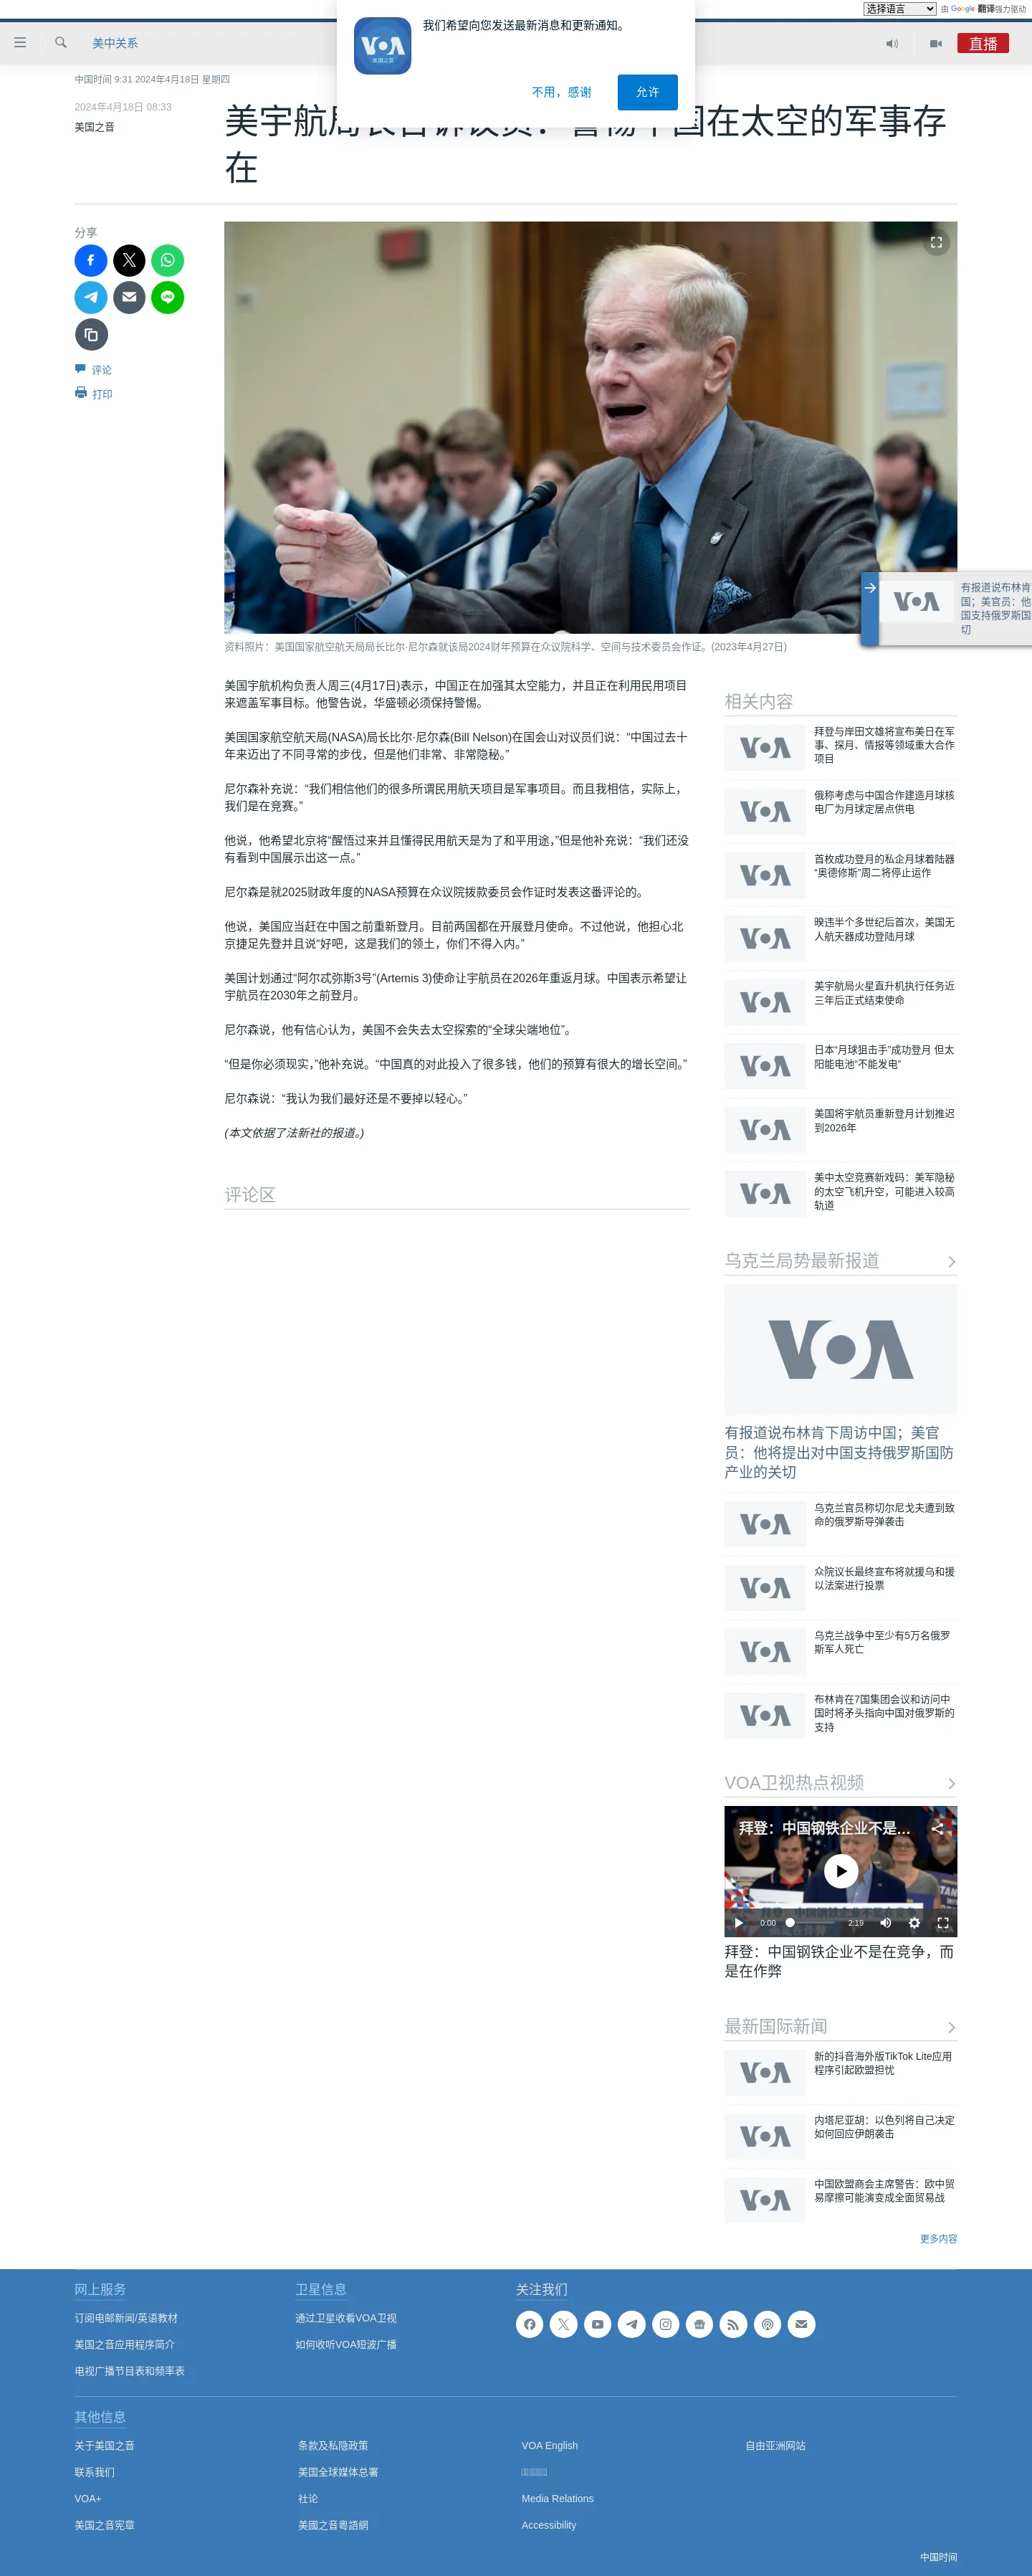 选择语言
由 Google 翻译强力驱动
我们希望向您发送最新消息和更新通知。
VOA
美国之音
不用，感谢
允许
美中关系
直播
中国时间 9:31 2024年4月18日 星期四
2024年4月18日 08:33
美国之音
中国在太空的军事存
在
分享
LINE
评论
打印
资料照片：美国国家航空航天局局长比尔·尼尔森就该局2024财年预算在众议院科学、空间与技术委员会作证。(2023年4月27日)
VOA
有报道说布林肯
国；美官员：他
国支持俄罗斯国
切
美国宇航机构负责人周三(4月17日)表示，中国正在加强其太空能力，并且正在利用民用项目
来遮盖军事目标。他警告说，华盛顿必须保持警惕。
美国国家航空航天局(NASA)局长比尔·尼尔森(Bill Nelson)在国会山对议员们说：“中国过去十
年来迈出了不同寻常的步伐，但是他们非常、非常隐秘。”
尼尔森补充说：“我们相信他们的很多所谓民用航天项目是军事项目。而且我相信，实际上，
我们是在竞赛。”
他说，他希望北京将“醒悟过来并且懂得民用航天是为了和平用途，”但是他补充说：“我们还没
有看到中国展示出这一点。”
尼尔森是就2025财政年度的NASA预算在众议院拨款委员会作证时发表这番评论的。
他说，美国应当赶在中国之前重新登月。目前两国都在开展登月使命。不过他说，他担心北
京捷足先登并且说“好吧，这是我们的领土，你们不得入内。”
美国计划通过“阿尔忒弥斯3号”(Artemis 3)使命让宇航员在2026年重返月球。中国表示希望让
宇航员在2030年之前登月。
尼尔森说，他有信心认为，美国不会失去太空探索的“全球尖端地位”。
“但是你必须现实，”他补充说。“中国真的对此投入了很多钱，他们的预算有很大的增长空间。”
尼尔森说：“我认为我们最好还是不要掉以轻心。”
(本文依据了法新社的报道。)
评论区
相关内容
VOA
拜登与岸田文雄将宣布美日在军
事、探月、情报等领域重大合作
项目
VOA
俄称考虑与中国合作建造月球核
电厂为月球定居点供电
VOA
首枚成功登月的私企月球着陆器
“奥德修斯”周二将停止运作
VOA
暌违半个多世纪后首次，美国无
人航天器成功登陆月球
VOA
美宇航局火星直升机执行任务近
三年后正式结束使命
VOA
日本“月球狙击手”成功登月 但太
阳能电池“不能发电”
VOA
美国将宇航员重新登月计划推迟
到2026年
VOA
美中太空竞赛新戏码：美军隐秘
的太空飞机升空，可能进入较高
轨道
乌克兰局势最新报道
VOA
有报道说布林肯下周访中国；美官
员：他将提出对中国支持俄罗斯国防
产业的关切
VOA
乌克兰官员称切尔尼戈夫遭到致
命的俄罗斯导弹袭击
VOA
众院议长最终宣布将就援乌和援
以法案进行投票
VOA
乌克兰战争中至少有5万名俄罗
斯军人死亡
VOA
布林肯在7国集团会议和访问中
国时将矛头指向中国对俄罗斯的
支持
VOA卫视热点视频
拜登：中国钢铁企业不是...
0:00
2:19
拜登：中国钢铁企业不是在竞争，而
是在作弊
最新国际新闻
VOA
新的抖音海外版TikTok Lite应用
程序引起欧盟担忧
VOA
内塔尼亚胡：以色列将自己决定
如何回应伊朗袭击
VOA
中国欧盟商会主席警告：欧中贸
易摩擦可能演变成全面贸易战
更多内容
网上服务
订阅电邮新闻/英语教材
美国之音应用程序简介
电视广播节目表和频率表
卫星信息
通过卫星收看VOA卫视
如何收听VOA短波广播
关注我们
其他信息
关于美国之音
联系我们
VOA+
美国之音宪章
条款及私隐政策
美国全球媒体总署
社论
美國之音粵語網
VOA English
Media Relations
Accessibility
自由亚洲网站
中国时间